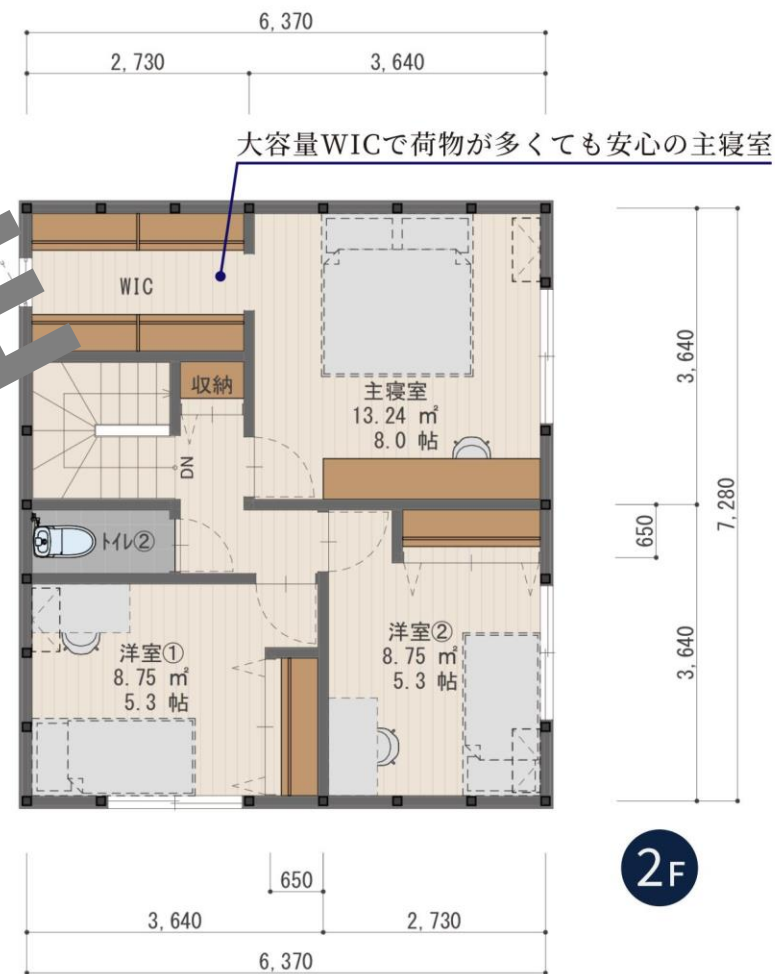 6,370
2,730
3,640
大容量WICで荷物が多くても安心の主寝室
WIC
収納
主寝室
13.24 ㎡
8.0 帖
DN
トイレ②
洋室①
8.75 ㎡
5.3 帖
洋室②
8.75 ㎡
5.3 帖
3,640
650
3,640
7,280
2F
650
3,640
2,730
6,370